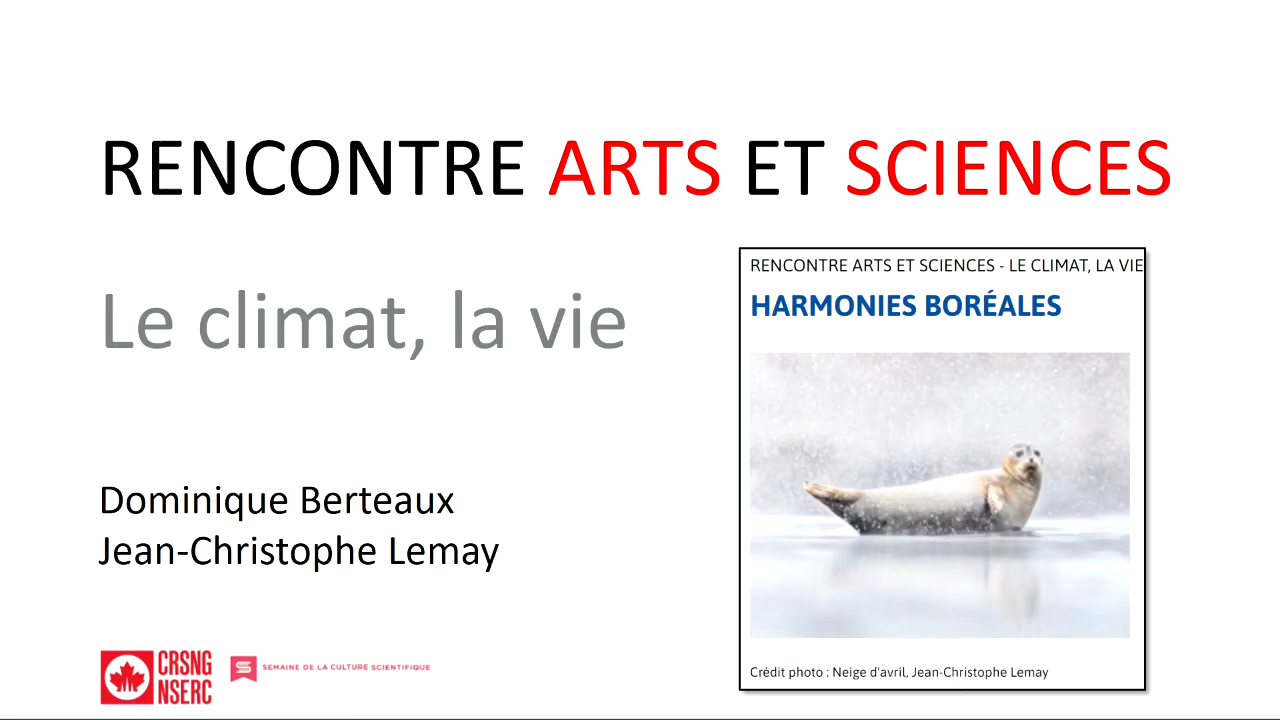 RENCONTRE ARTS ET SCIENCES
Le climat, la vie
Dominique Berteaux
Jean-Christophe Lemay
CRSNG
NSERC
SEMAINE DE LA CULTURE SCIENTIFIQUE
RENCONTRE ARTS ET SCIENCES - LE CLIMAT, LA VIE
HARMONIES BORÉALES
Crédit photo : Neige d'avril, Jean-Christophe Lemay